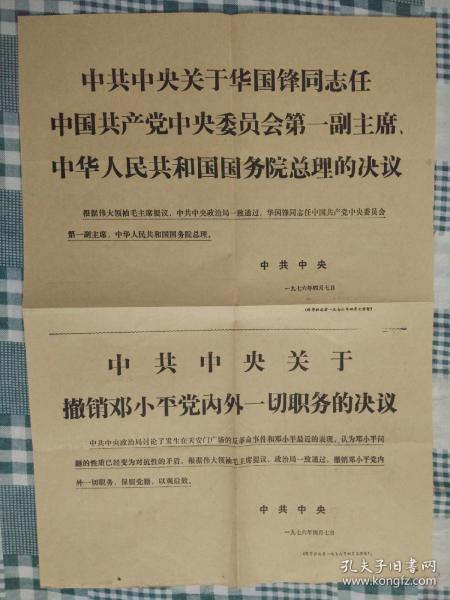 中共中央关于华国锋同志任
中国共产党中央委员会第一副主席、
中华人民共和国国务院总理的决议
根据伟大领袖毛主席提议，中共中央政治局一致通过，华国锋同志任中国共产党中央委员会
第一副主席，中华人民共和国国务院总理。
中共中央
一九七六年四月七日
中共中央关于
撤销邓小平党内外一切职务的决议
中共中央政治局讨论了发生在天安门广场的反革命事件和邓小平最近的表现，认为邓小平问
题的性质已经变为对抗性的矛盾。根据伟大领袖毛主席提议，政治局一致通过，撤销邓小平党内
外一切职务，保留党籍，以观后效。
中共中央
一九七六年四月七日
孔夫子旧书网
www.kongfz.com